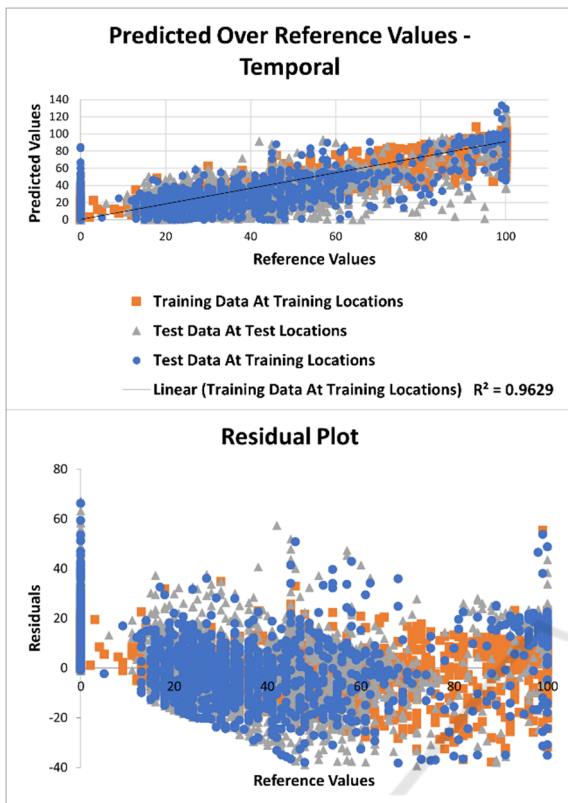 Predicted Over Reference Values -
Temporal
140
120
100
80
60
40
20
0
Predicted Values
0 20 40 60 80 100
Reference Values
Training Data At Training Locations
Test Data At Test Locations
Test Data At Training Locations
Linear (Training Data At Training Locations) R² = 0.9629
Residual Plot
80
60
40
20
0
-20
-40
Residuals
0 20 40 60 80 100
Reference Values